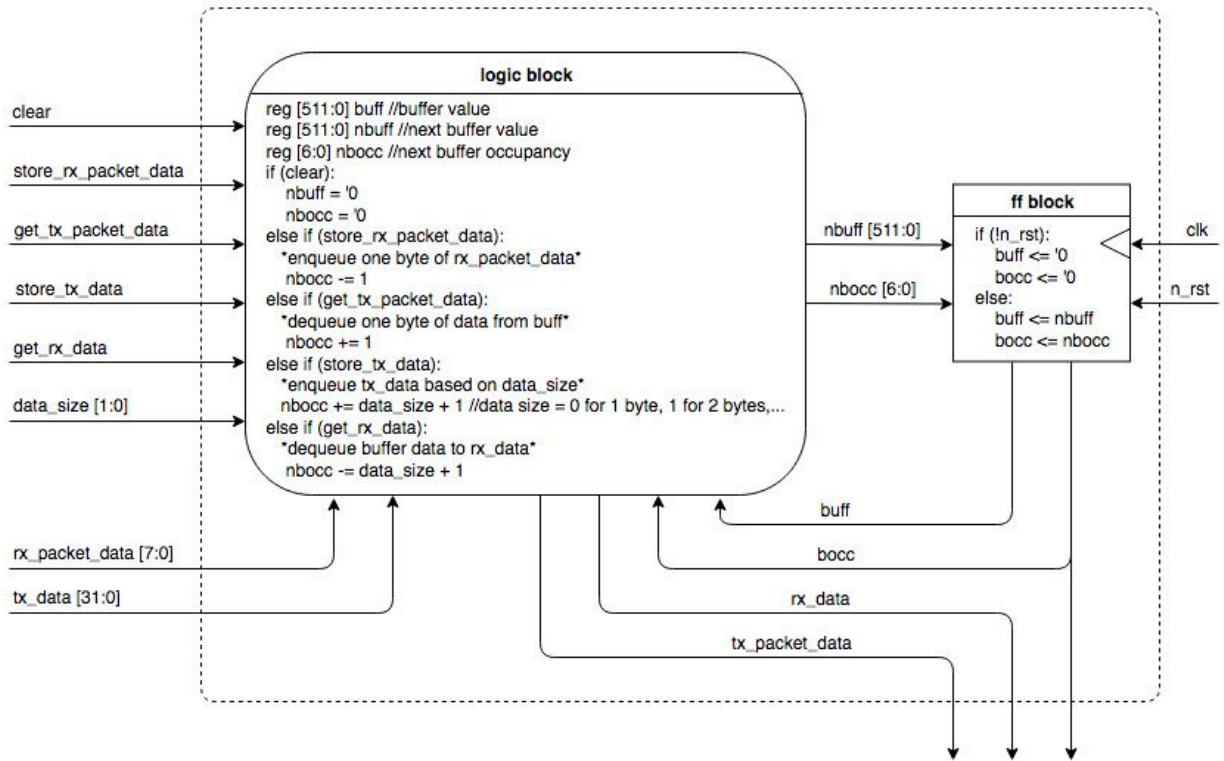 logic block
reg [511:0] buff //buffer value
reg [511:0] nbuff //next buffer value
reg [6:0] nbocc //next buffer occupancy
if (clear):
nbuff = '0
nbocc = '0
else if (store_rx_packet_data):
*enqueue one byte of rx_packet_data*
nbocc -= 1
else if (get_tx_packet_data):
*dequeue one byte of data from buff*
nbocc += 1
else if (store_tx_data):
*enqueue tx_data based on data_size*
nbocc += data_size + 1 //data size = 0 for 1 byte, 1 for 2 bytes,...
else if (get_rx_data):
*dequeue buffer data to rx_data*
nbocc -= data_size + 1
clear
store_rx_packet_data
get_tx_packet_data
store_tx_data
get_rx_data
data_size [1:0]
rx_packet_data [7:0]
tx_data [31:0]
nbuff [511:0]
nbocc [6:0]
ff block
if (!n_rst):
buff <= '0
bocc <= '0
else:
buff <= nbuff
bocc <= nbocc
clk
n_rst
buff
bocc
rx_data
tx_packet_data